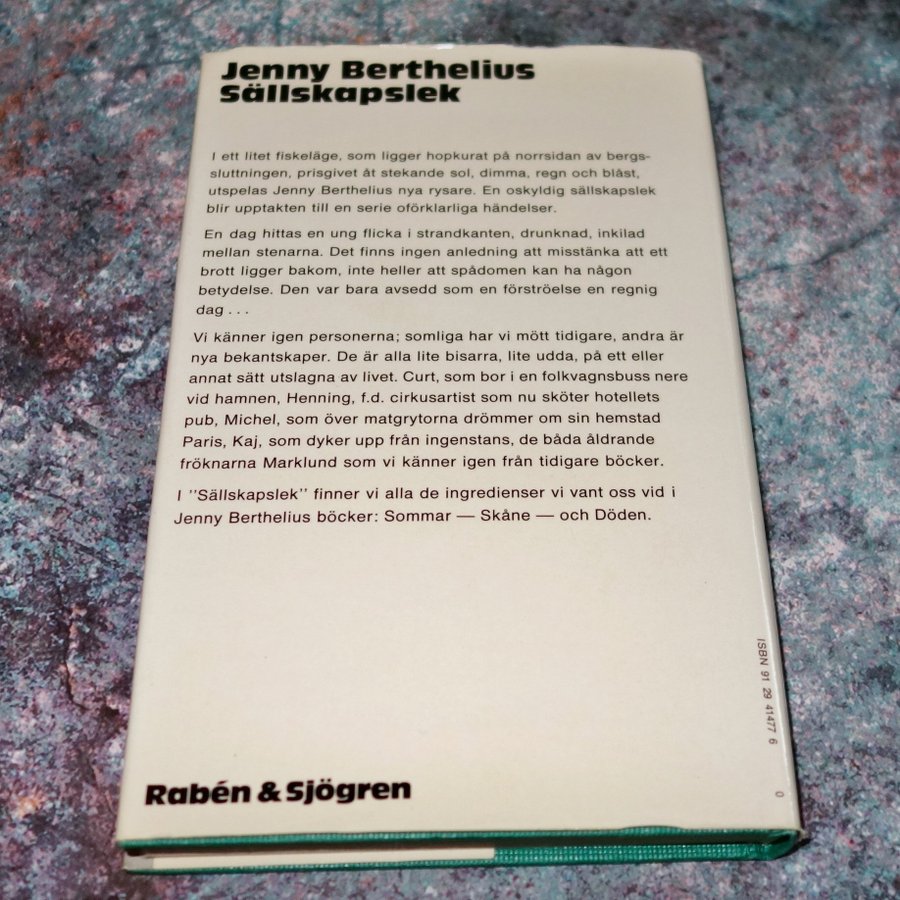 Jenny Berthelius
Sällskapslek
I ett litet fiskeläge, som ligger hopkurat på norrsidan av bergs-
sluttningen, prisgivet åt stekande sol, dimma, regn och blåst,
utspelas Jenny Berthelius nya rysare. En oskyldig sällskapslek
blir upptakten till en serie oförklarliga händelser.
En dag hittas en ung flicka i strandkanten, drunknad, inkilad
mellan stenarna. Det finns ingen anledning att misstänka att ett
brott ligger bakom, inte heller att spådomen kan ha någon
betydelse. Den var bara avsedd som en förströelse en regnig
dag . . .
Vi känner igen personerna; somliga har vi mött tidigare, andra är
nya bekantskaper. De är alla lite bisarra, lite udda, på ett eller
annat sätt utslagna av livet. Curt, som bor i en folkvagnsbuss nere
vid hamnen, Henning, f.d. cirkusartist som nu sköter hotellets
pub, Michel, som över matgrytorna drömmer om sin hemstad
Paris, Kaj, som dyker upp från ingenstans, de båda åldrande
fröknarna Marklund som vi känner igen från tidigare böcker.
I ”Sällskapslek” finner vi alla de ingredienser vi vant oss vid i
Jenny Berthelius böcker: Sommar — Skåne — och Döden.
ISBN 91 29 41477 6
0
Rabén & Sjögren